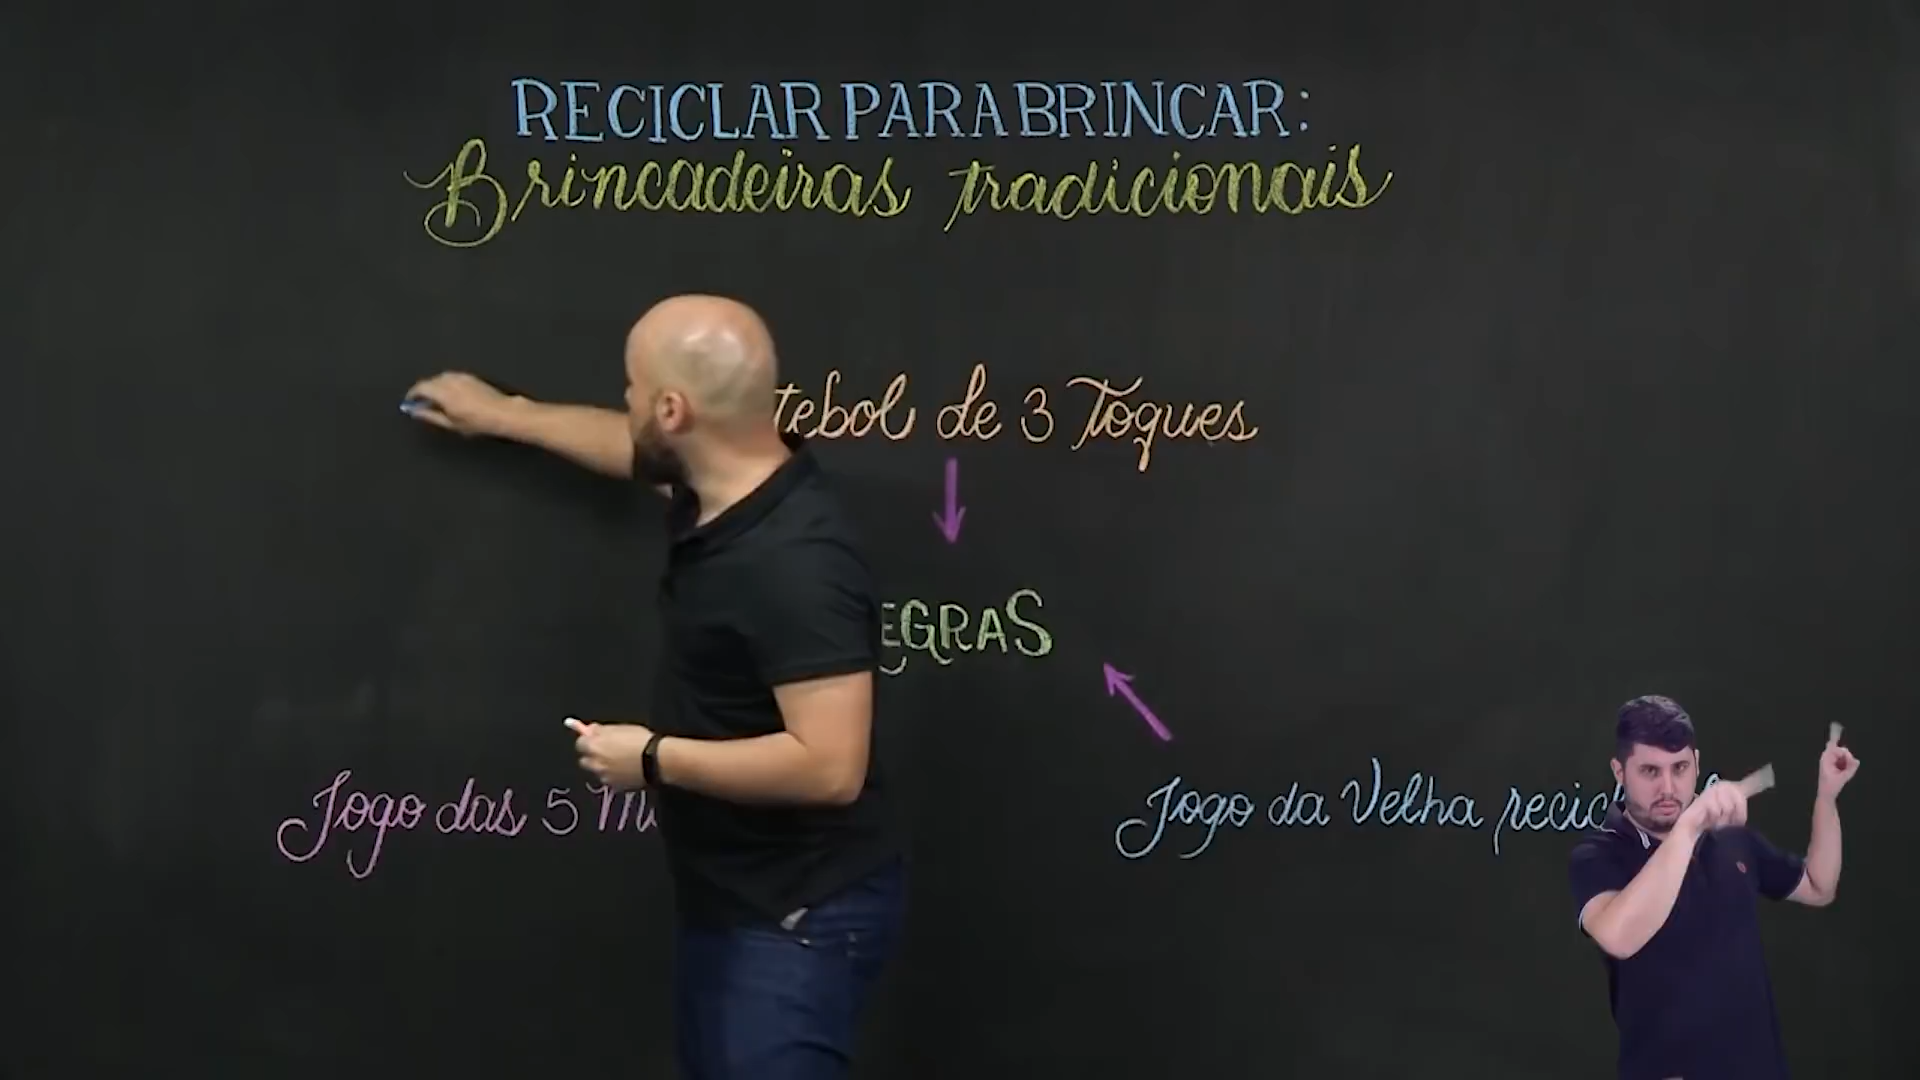 RECICLAR PARA BRINCAR:
Brincadeiras tradicionais
tebol de 3 Toques
EGRAS
Jogo das 5 M
Jogo da Velha recic